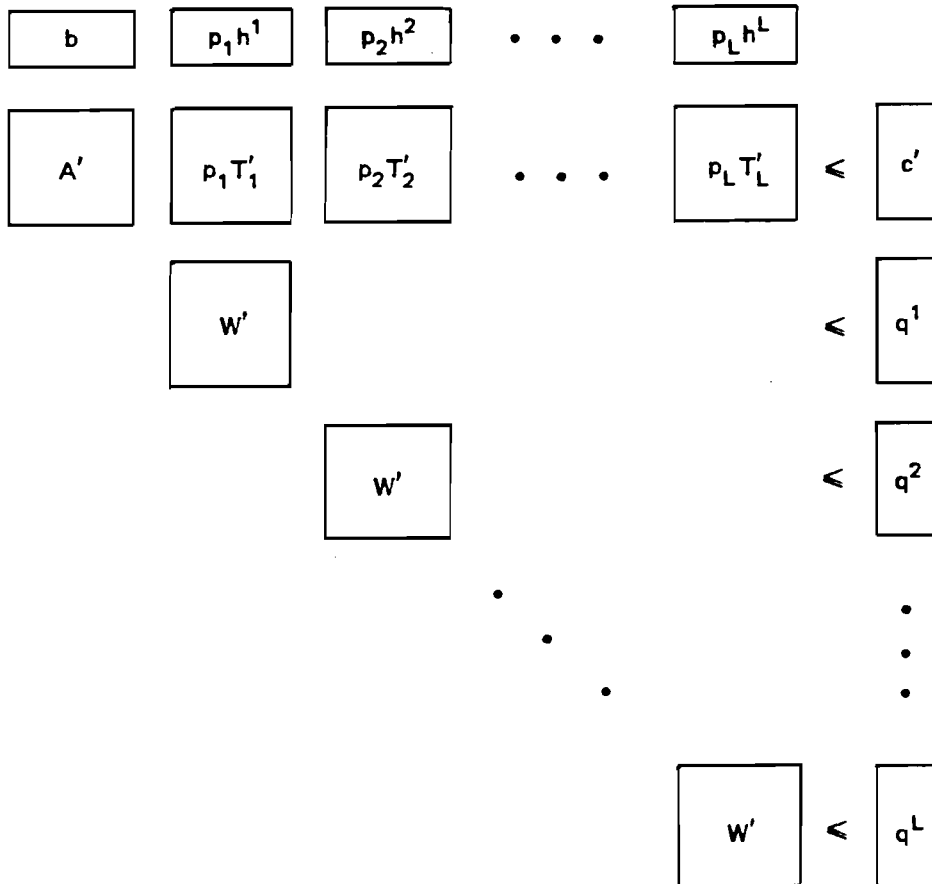 b p₁h¹ p₂h² • • • p_Lh^L
A′ p₁T′₁ p₂T′₂ • • • p_LT′_L ≤ c′
W′ ≤ q¹
W′ ≤ q²
W′ ≤ q^L